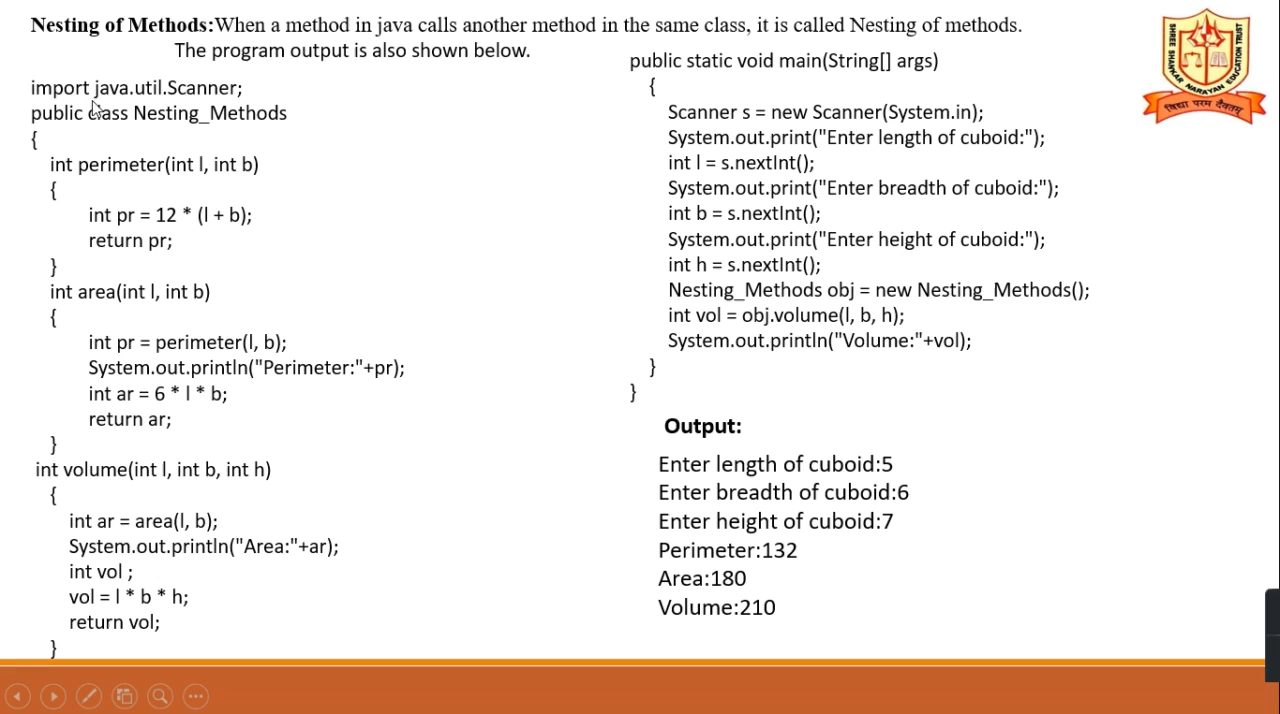 Nesting of Methods:When a method in java calls another method in the same class, it is called Nesting of methods.
The program output is also shown below.
import java.util.Scanner;
public class Nesting_Methods
{
int perimeter(int l, int b)
{
int pr = 12 * (l + b);
return pr;
}
int area(int l, int b)
{
int pr = perimeter(l, b);
System.out.println("Perimeter:"+pr);
int ar = 6 * l * b;
return ar;
}
int volume(int l, int b, int h)
{
int ar = area(l, b);
System.out.println("Area:"+ar);
int vol ;
vol = l * b * h;
return vol;
}
public static void main(String[] args)
{
Scanner s = new Scanner(System.in);
System.out.print("Enter length of cuboid:");
int l = s.nextInt();
System.out.print("Enter breadth of cuboid:");
int b = s.nextInt();
System.out.print("Enter height of cuboid:");
int h = s.nextInt();
Nesting_Methods obj = new Nesting_Methods();
int vol = obj.volume(l, b, h);
System.out.println("Volume:"+vol);
}
}
Output:
Enter length of cuboid:5
Enter breadth of cuboid:6
Enter height of cuboid:7
Perimeter:132
Area:180
Volume:210
SHREE SHANKAR NARAYAN EDUCATION TRUST
विद्या परम दैवतम्